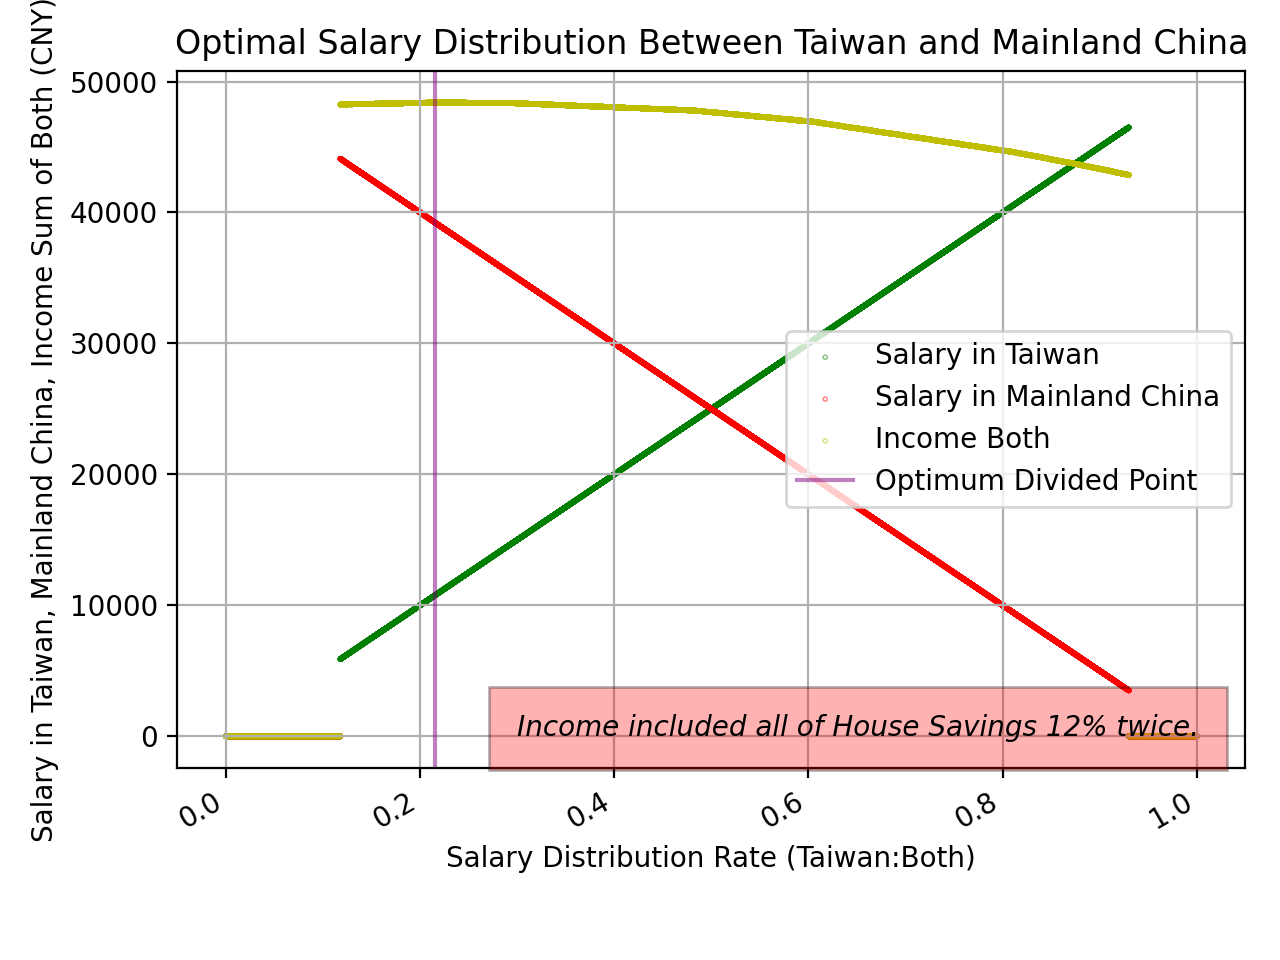 Optimal Salary Distribution Between Taiwan and Mainland China
Salary in Taiwan, Mainland China, Income Sum of Both (CNY)
50000
40000
30000
20000
10000
0
Salary in Taiwan
Salary in Mainland China
Income Both
Optimum Divided Point
Income included all of House Savings 12% twice.
0.0
0.2
0.4
0.6
0.8
1.0
Salary Distribution Rate (Taiwan:Both)